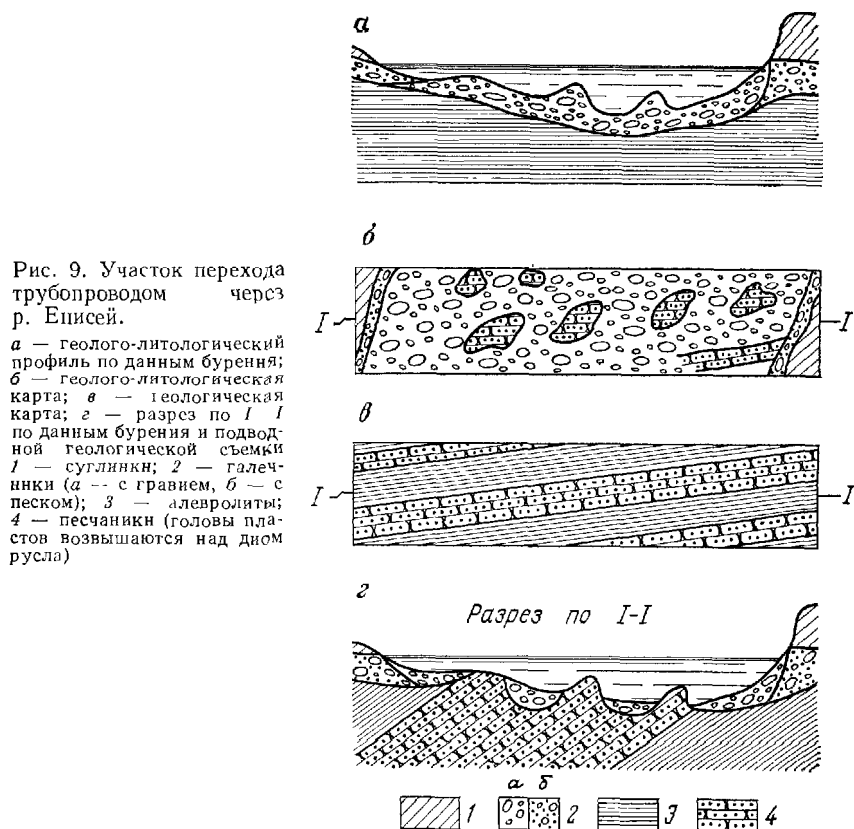 а
б
Рис. 9. Участок перехода
трубопроводом через
р. Енисей.
а — геолого-литологический
профиль по данным бурения;
б — геолого-литологическая
карта; в — геологическая
карта; г — разрез по I I
по данным бурения и подвод-
ной геологической съемки
1 — суглинки; 2 — галеч-
ники (а — с гравием, б — с
песком); 3 — алевролиты;
4 — песчаники (головы пла-
стов возвышаются над дном
русла)
I I
в
I I
г
Разрез по I-I
а б
1 2 3 4